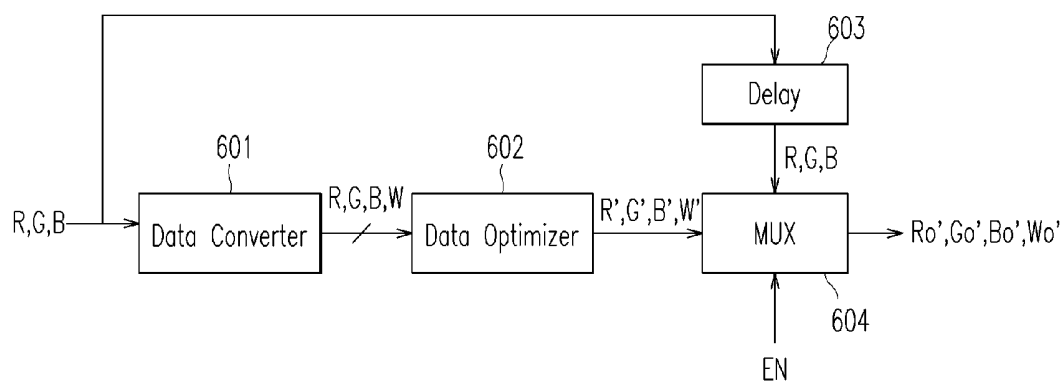 603
Delay
601
602
R,G,B
R,G,B
Data Converter
R,G,B,W
Data Optimizer
R',G',B',W'
MUX
Ro',Go',Bo',Wo'
604
EN